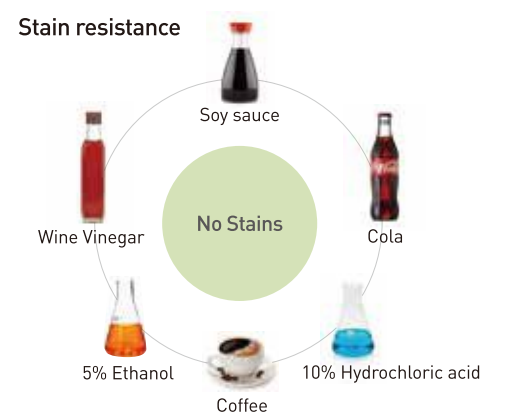 Stain resistance
Soy sauce
Wine Vinegar
No Stains
Cola
5% Ethanol
10% Hydrochloric acid
Coffee